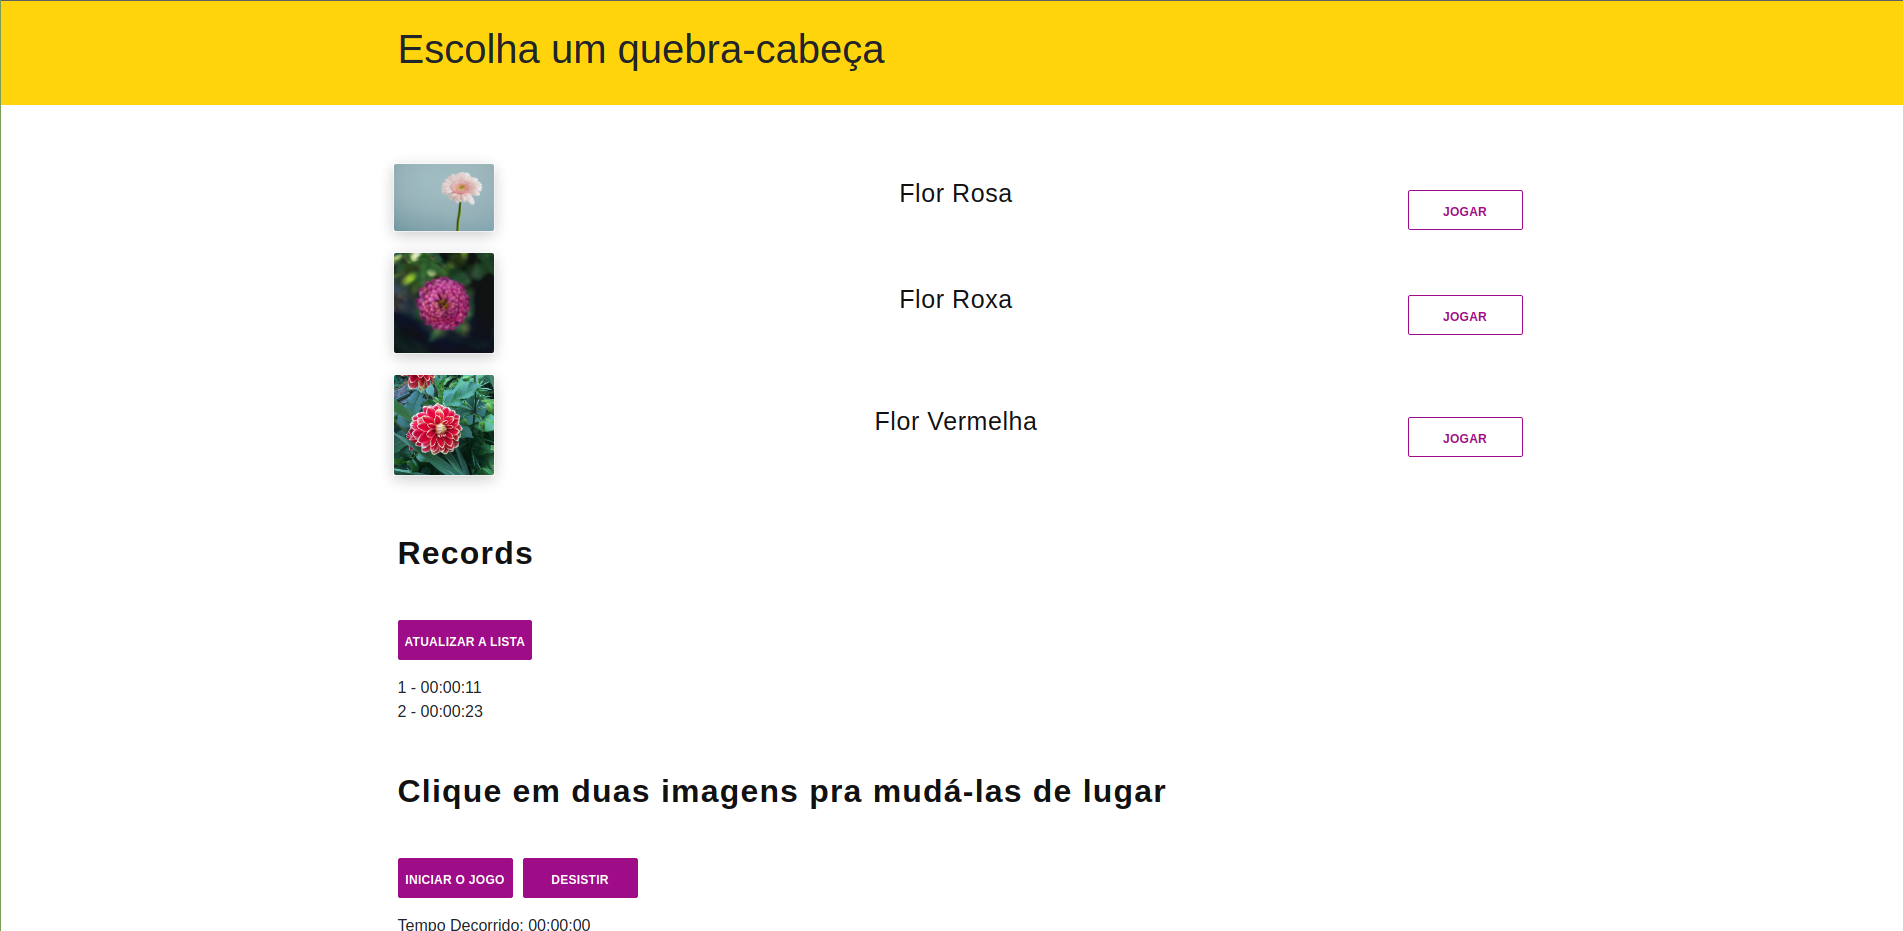 Escolha um quebra-cabeça
Flor Rosa
JOGAR
Flor Roxa
JOGAR
Flor Vermelha
JOGAR
Records
ATUALIZAR A LISTA
1 - 00:00:11
2 - 00:00:23
Clique em duas imagens pra mudá-las de lugar
INICIAR O JOGO DESISTIR
Tempo Decorrido: 00:00:00